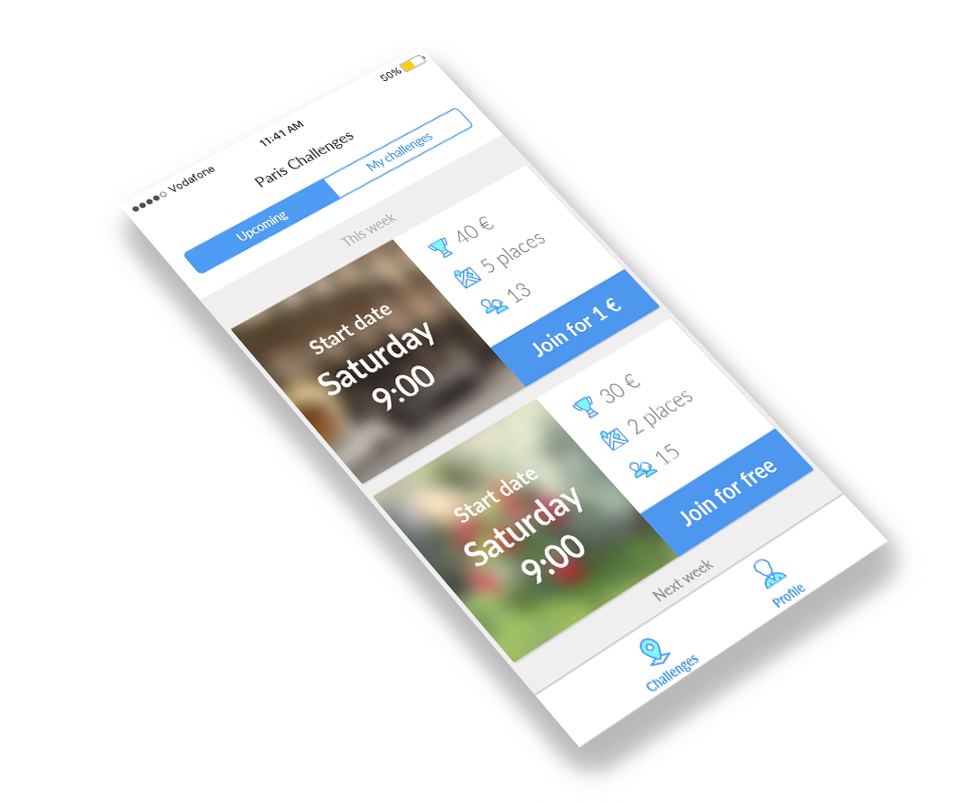 Vodafone
11:41 AM
50%
Paris Challenges
Upcoming
My challenges
This week
Start date
Saturday
9:00
40 €
5 places
13
Join for 1 €
Start date
Saturday
9:00
30 €
2 places
15
Join for free
Next week
Challenges
Profile